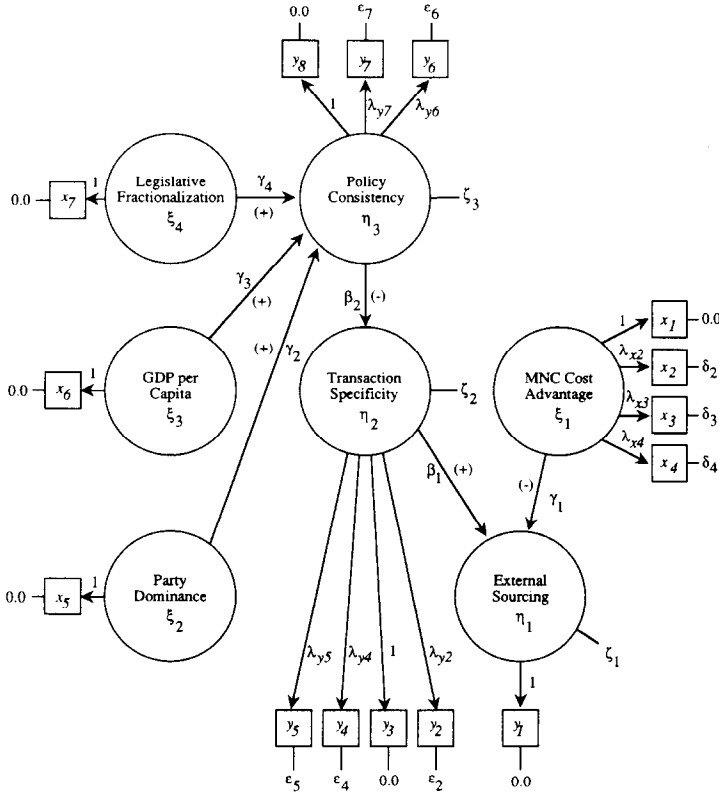 0.0 ε7 ε6
y8 y7 y6
1 λy7 λy6
Legislative
Fractionalization
ξ4
0.0 x7 1
γ4
(+)
Policy
Consistency
η3
ζ3
γ3
(+)
(+)
γ2
β2 (-)
GDP per
Capita
ξ3
0.0 x6 1
Transaction
Specificity
η2
ζ2
MNC Cost
Advantage
ξ1
1 x1 0.0
λx2 x2 δ2
λx3 x3 δ3
λx4 x4 δ4
β1 (+)
(-)
γ1
Party
Dominance
ξ2
0.0 x5 1
External
Sourcing
η1
ζ1
λy5 λy4 1 λy2
1
y5 y4 y3 y2 y1
ε5 ε4 0.0 ε2 0.0